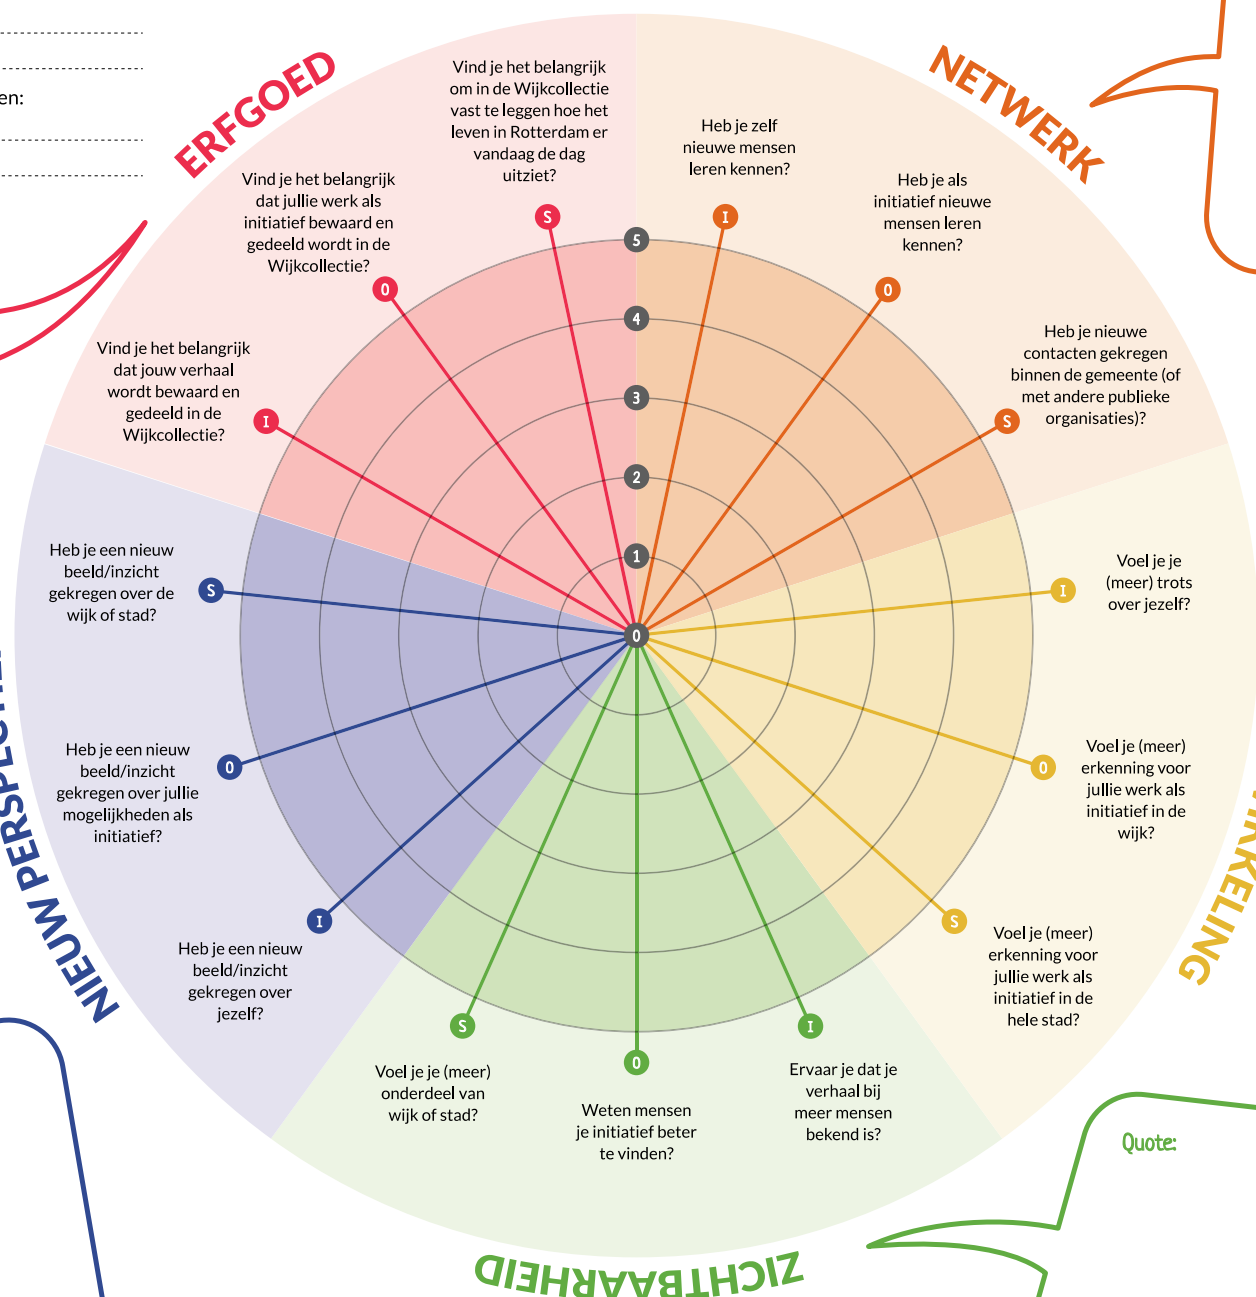 en:
ERFGOED
Vind je het belangrijk
om in de Wijkcollectie
vast te leggen hoe het
leven in Rotterdam er
vandaag de dag
uitziet?
S
Vind je het belangrijk
dat jullie werk als
initiatief bewaard en
gedeeld wordt in de
Wijkcollectie?
O
Vind je het belangrijk
dat jouw verhaal
wordt bewaard en
gedeeld in de
Wijkcollectie?
I
NETWERK
Heb je zelf
nieuwe mensen
leren kennen?
I
Heb je als
initiatief nieuwe
mensen leren
kennen?
O
Heb je nieuwe
contacten gekregen
binnen de gemeente (of
met andere publieke
organisaties)?
S
5
4
3
2
1
0
Voel je je
(meer) trots
over jezelf?
I
Voel je (meer)
erkenning voor
jullie werk als
initiatief in de
wijk?
O
Voel je (meer)
erkenning voor
jullie werk als
initiatief in de
hele stad?
S
RKELING
Ervaar je dat je
verhaal bij
meer mensen
bekend is?
I
Weten mensen
je initiatief beter
te vinden?
O
Voel je je (meer)
onderdeel van
wijk of stad?
S
ZICHTBAARHEID
Heb je een nieuw
beeld/inzicht
gekregen over
jezelf?
I
Heb je een nieuw
beeld/inzicht
gekregen over jullie
mogelijkheden als
initiatief?
O
Heb je een nieuw
beeld/inzicht
gekregen over de
wijk of stad?
S
NIEUW PERSPECTIE
Quote: